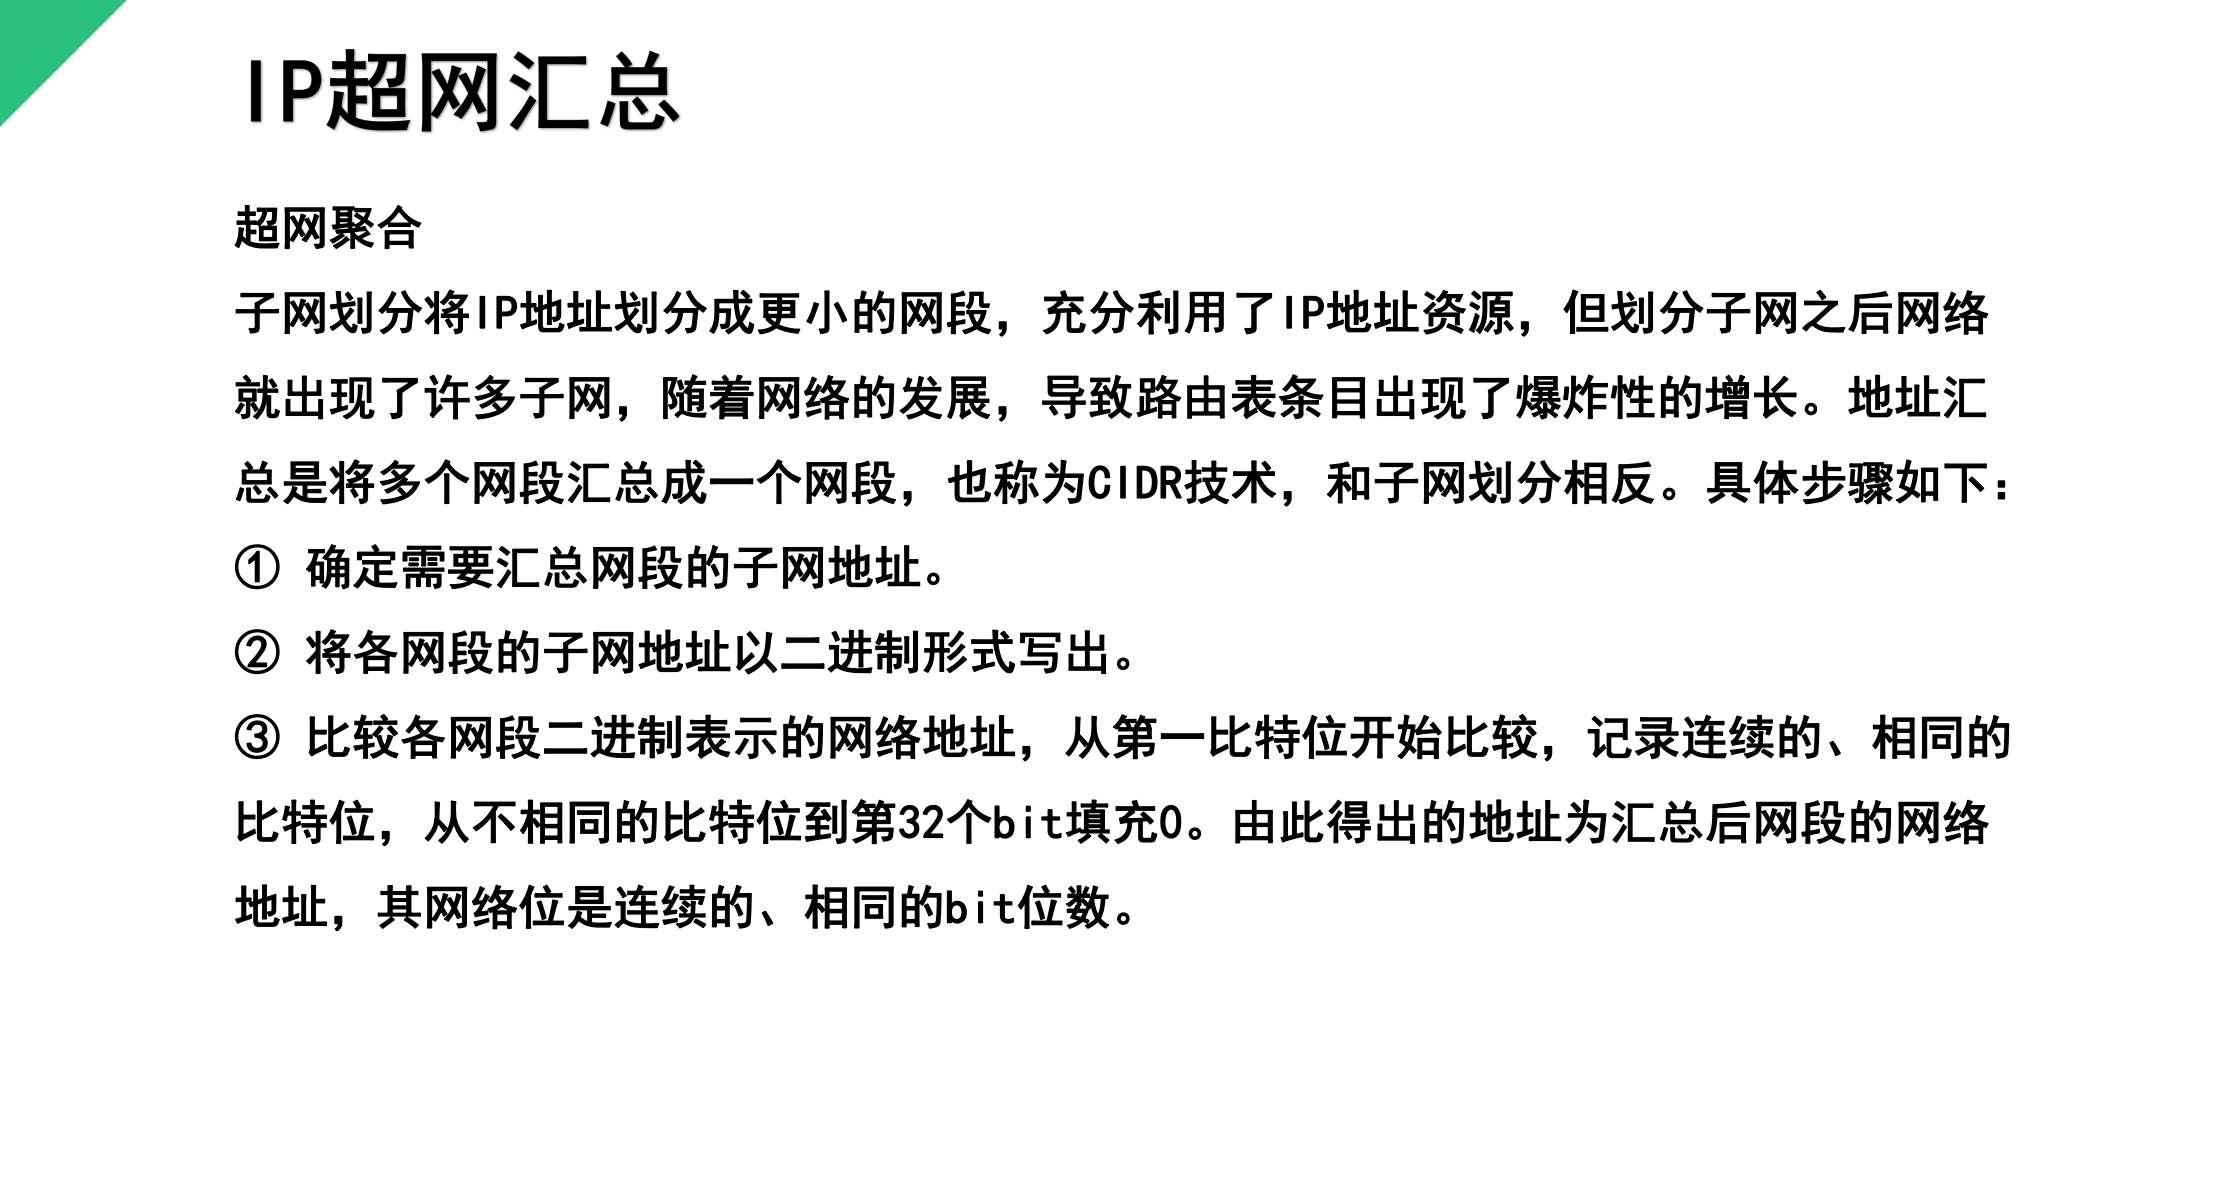 IP超网汇总
超网聚合
子网划分将IP地址划分成更小的网段，充分利用了IP地址资源，但划分子网之后网络
就出现了许多子网，随着网络的发展，导致路由表条目出现了爆炸性的增长。地址汇
总是将多个网段汇总成一个网段，也称为CIDR技术，和子网划分相反。具体步骤如下：
① 确定需要汇总网段的子网地址。
② 将各网段的子网地址以二进制形式写出。
③ 比较各网段二进制表示的网络地址，从第一比特位开始比较，记录连续的、相同的
比特位，从不相同的比特位到第32个bit填充0。由此得出的地址为汇总后网段的网络
地址，其网络位是连续的、相同的bit位数。